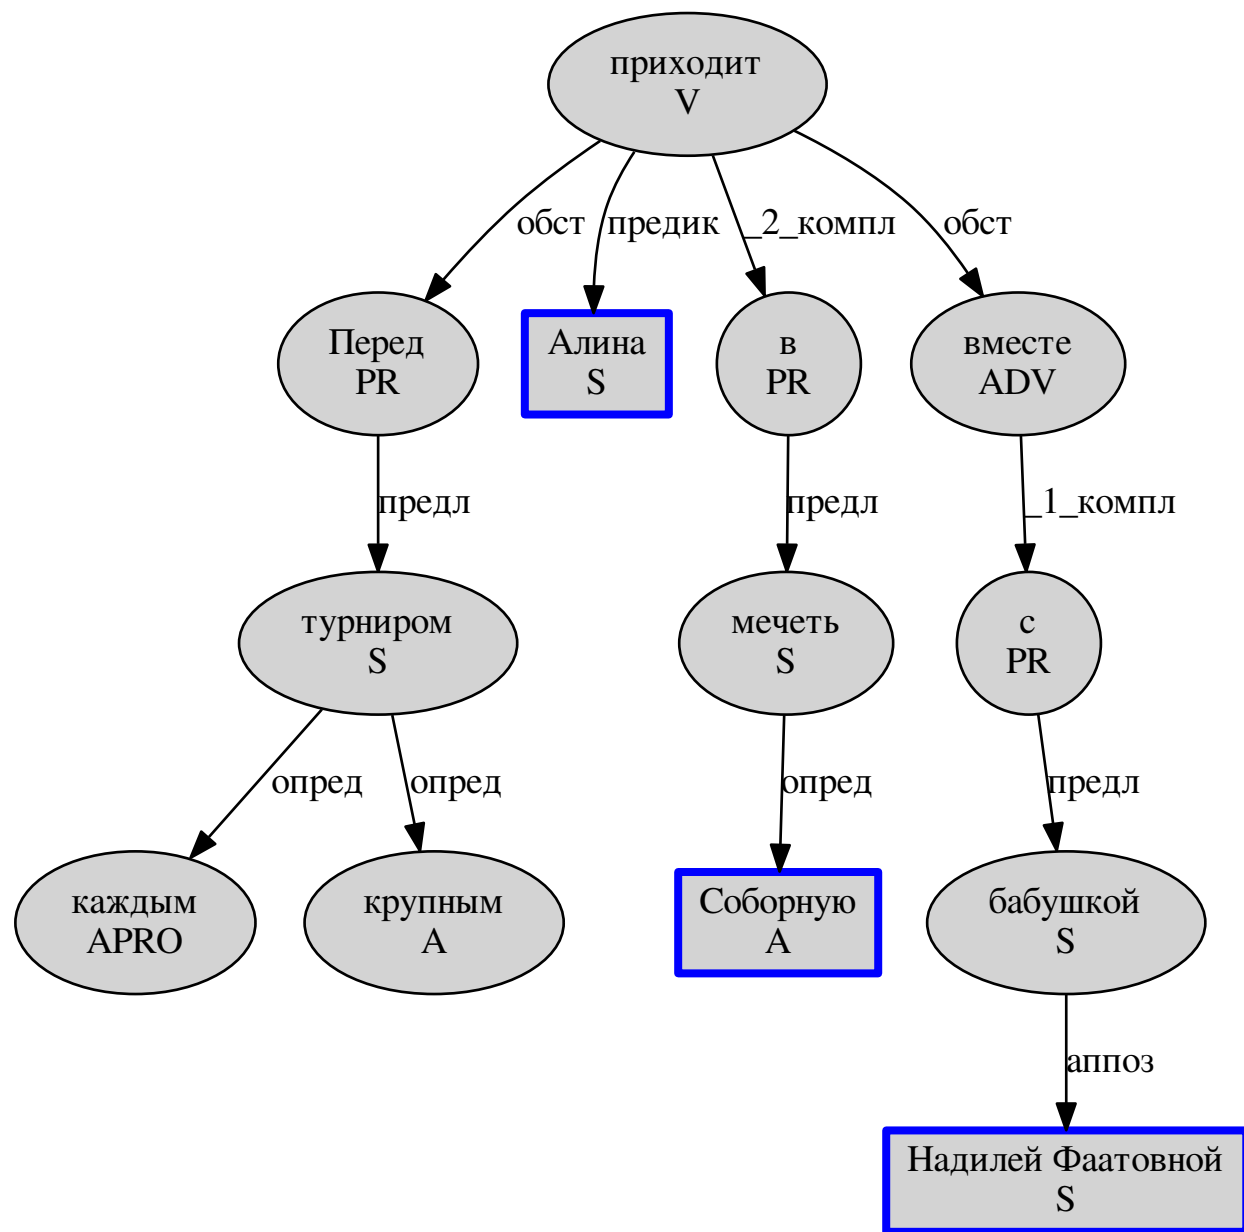 приходит
V
обст
предик
_2_компл
обст
Перед
PR
Алина
S
в
PR
вместе
ADV
предл
предл
_1_компл
турниром
S
мечеть
S
с
PR
опред
опред
опред
предл
каждым
APRO
крупным
A
Соборную
A
бабушкой
S
аппоз
Надилей Фаатовной
S